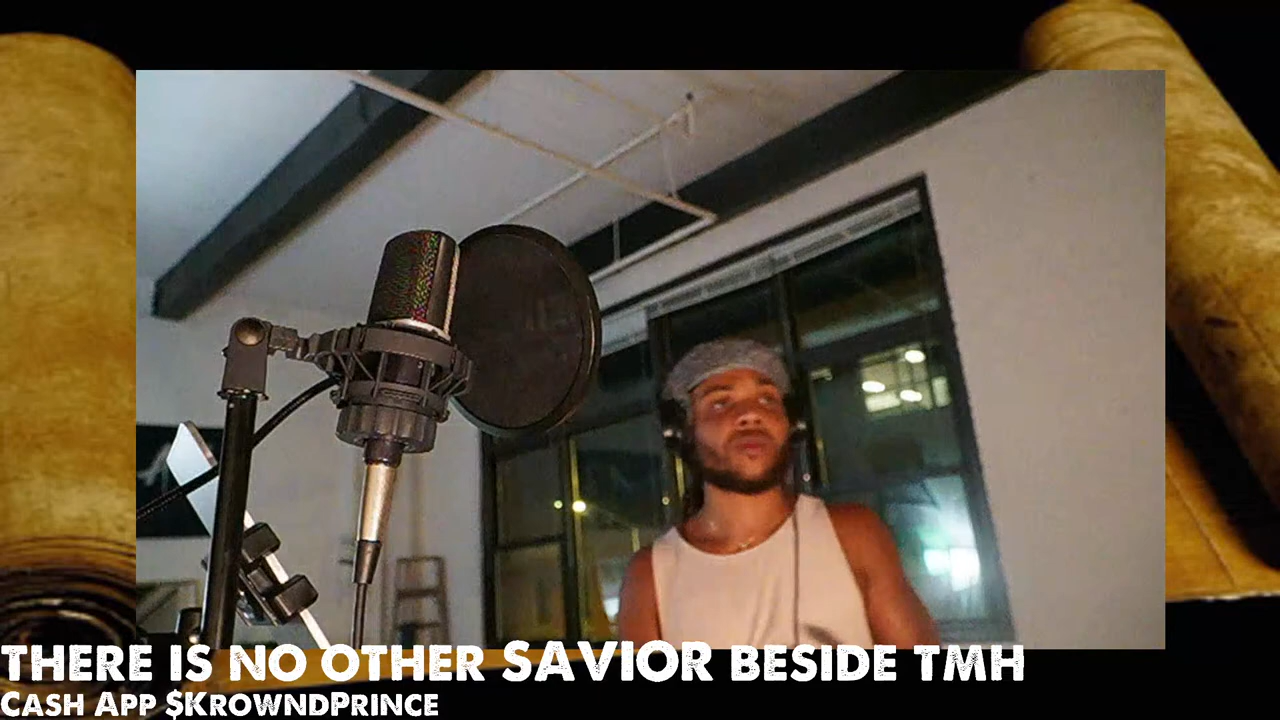 THERE IS NO OTHER SAVIOR BESIDE TMH
CASH APP $KROWNDPRINCE